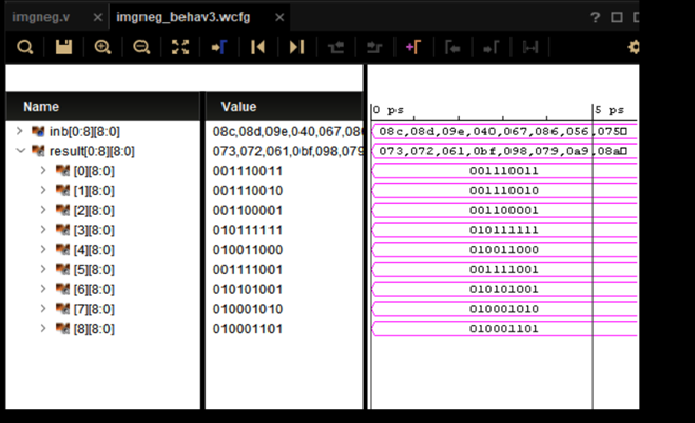 imgneg.v × imgmeg_behav3.wcfg × ?
Name Value 0 ps 5 ps
inb[0:8][8:0] 08c,08d,09e,040,067,08 08c,08d,09e,040,067,086,056,075
result[0:8][8:0] 073,072,061,0bf,098,079 073,072,061,0bf,098,079,0a9,08a
[0][8:0] 001110011 001110011
[1][8:0] 001110010 001110010
[2][8:0] 001100001 001100001
[3][8:0] 010111111 010111111
[4][8:0] 010011000 010011000
[5][8:0] 001111001 001111001
[6][8:0] 010101001 010101001
[7][8:0] 010001010 010001010
[8][8:0] 010001101 010001101